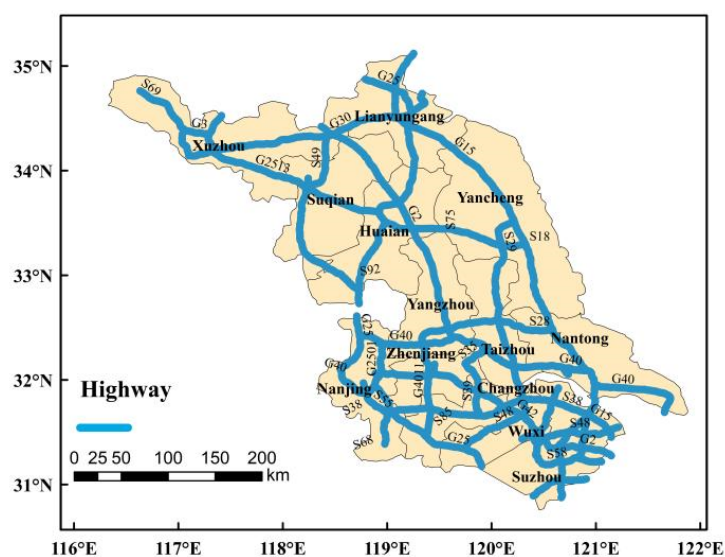 35°N
34°N
33°N
32°N
31°N
S69
G3
Xuzhou
G30
G25
Lianyungang
G15
S49
G2513
Suqian
Yancheng
G2
S75
Huaian
S29
S18
S92
Yangzhou
S28
G25
G40
Nantong
Zhenjiang
S35
Taizhou
G2501
G40
G40
G40
G4011
Nanjing
S39
Changzhou
S55
S38
S38
G15
S85
S48
G42
S48
Wuxi
G2
S68
G25
S58
Suzhou
Highway
0 25 50 100 150 200
km
116°E 117°E 118°E 119°E 120°E 121°E 122°E